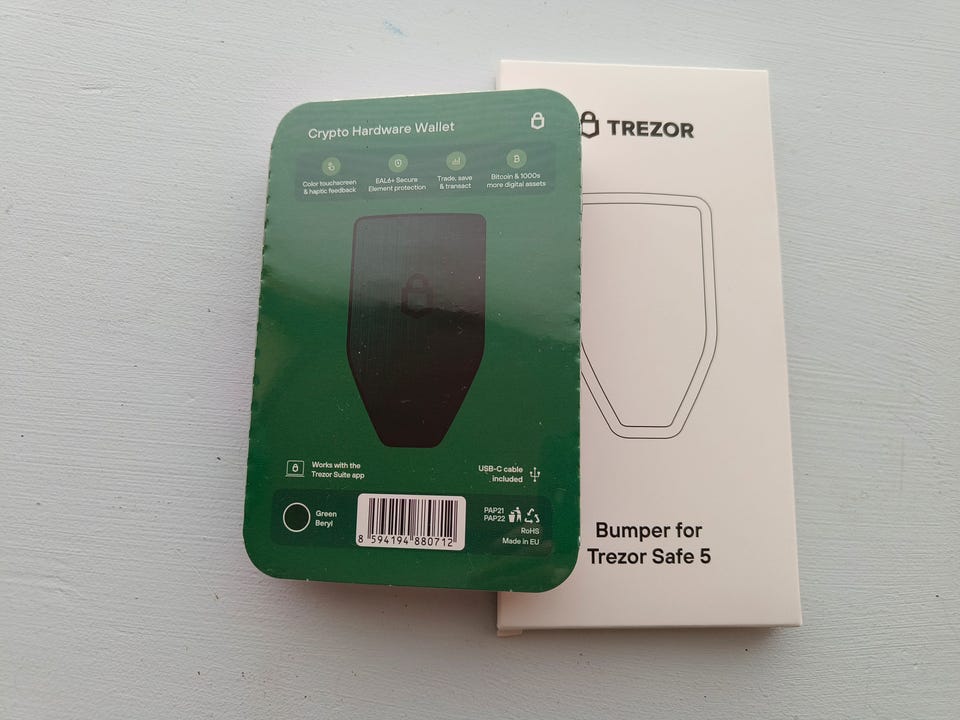 Crypto Hardware Wallet
Color touchscreen
& haptic feedback
EAL6+ Secure
Element protection
Trade, save
& transact
Bitcoin & 1000s
more digital assets
Works with the
Trezor Suite app
USB-C cable
included
Green
Beryl
8 594194 880712
PAP21
PAP22
RoHS
Made in EU
TREZOR
Bumper for
Trezor Safe 5